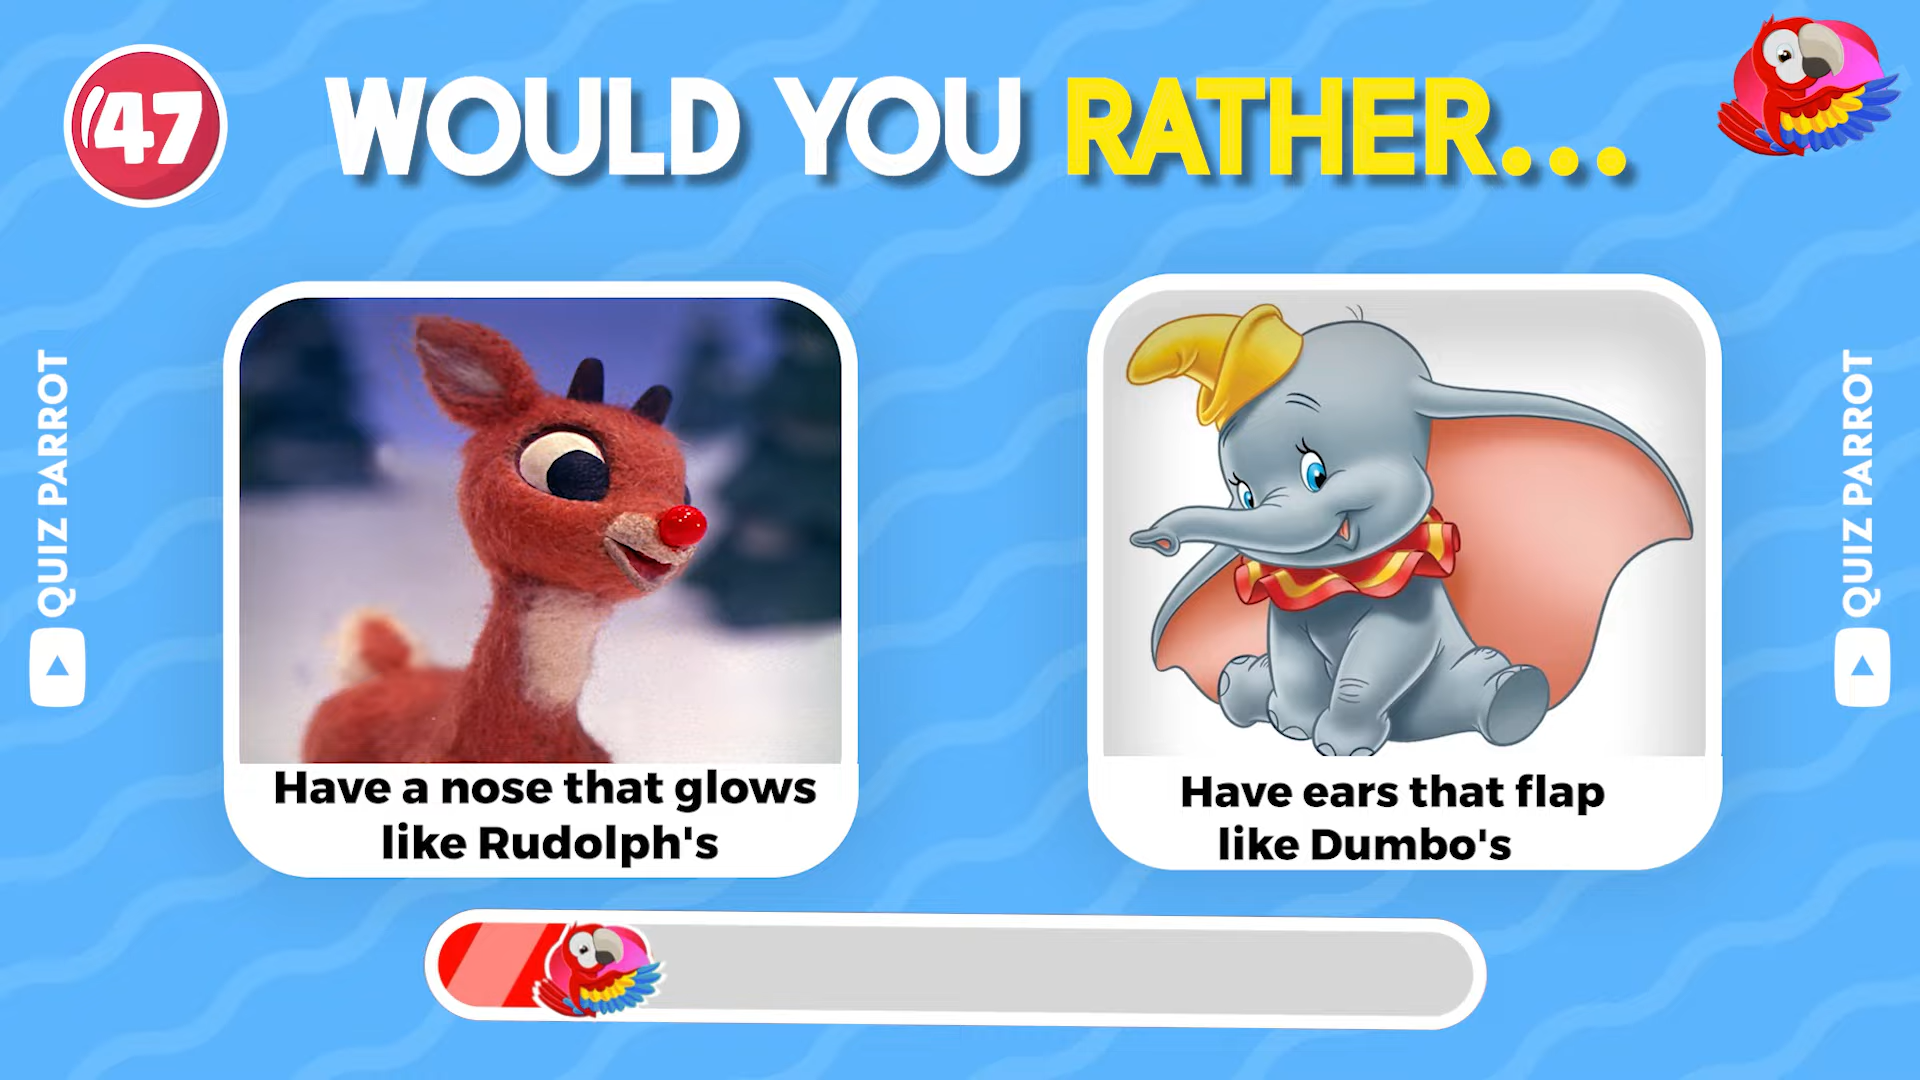 47
WOULD YOU RATHER...
QUIZ PARROT
QUIZ PARROT
Have a nose that glows
like Rudolph's
Have ears that flap
like Dumbo's